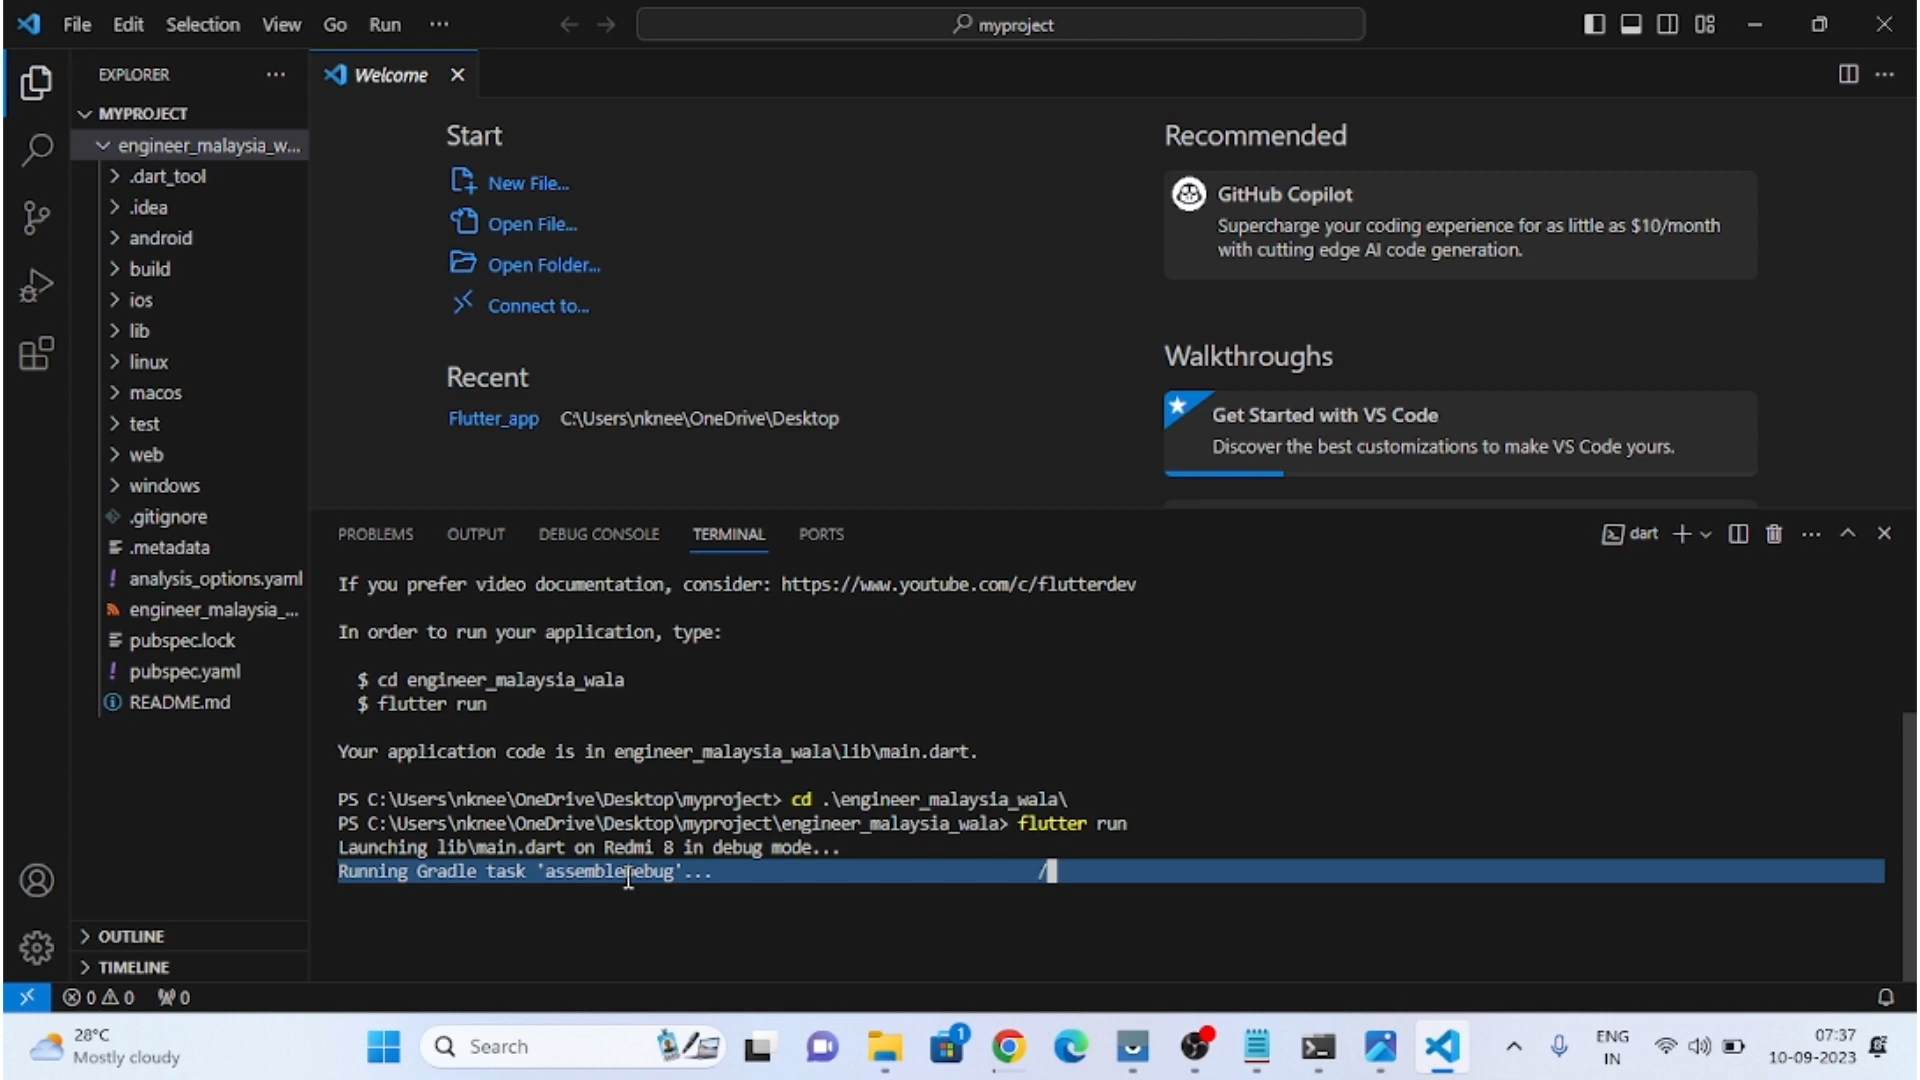 File Edit Selection View Go Run ···
myproject
EXPLORER ···
MYPROJECT
engineer_malaysia_w...
.dart_tool
.idea
android
build
ios
lib
linux
macos
test
web
windows
.gitignore
.metadata
analysis_options.yaml
engineer_malaysia_...
pubspec.lock
pubspec.yaml
README.md
OUTLINE
TIMELINE
Welcome
Start
New File...
Open File...
Open Folder...
Connect to...
Recent
Flutter_app C:\Users\nknee\OneDrive\Desktop
Recommended
GitHub Copilot
Supercharge your coding experience for as little as $10/month
with cutting edge AI code generation.
Walkthroughs
Get Started with VS Code
Discover the best customizations to make VS Code yours.
PROBLEMS OUTPUT DEBUG CONSOLE TERMINAL PORTS
dart
If you prefer video documentation, consider: https://www.youtube.com/c/flutterdev
In order to run your application, type:
$ cd engineer_malaysia_wala
$ flutter run
Your application code is in engineer_malaysia_wala\lib\main.dart.
PS C:\Users\nknee\OneDrive\Desktop\myproject> cd .\engineer_malaysia_wala\
PS C:\Users\nknee\OneDrive\Desktop\myproject\engineer_malaysia_wala> flutter run
Launching lib\main.dart on Redmi 8 in debug mode...
Running Gradle task 'assembleDebug'... /
0 0 0
28°C
Mostly cloudy
Search
1
ENG
IN
07:37
10-09-2023